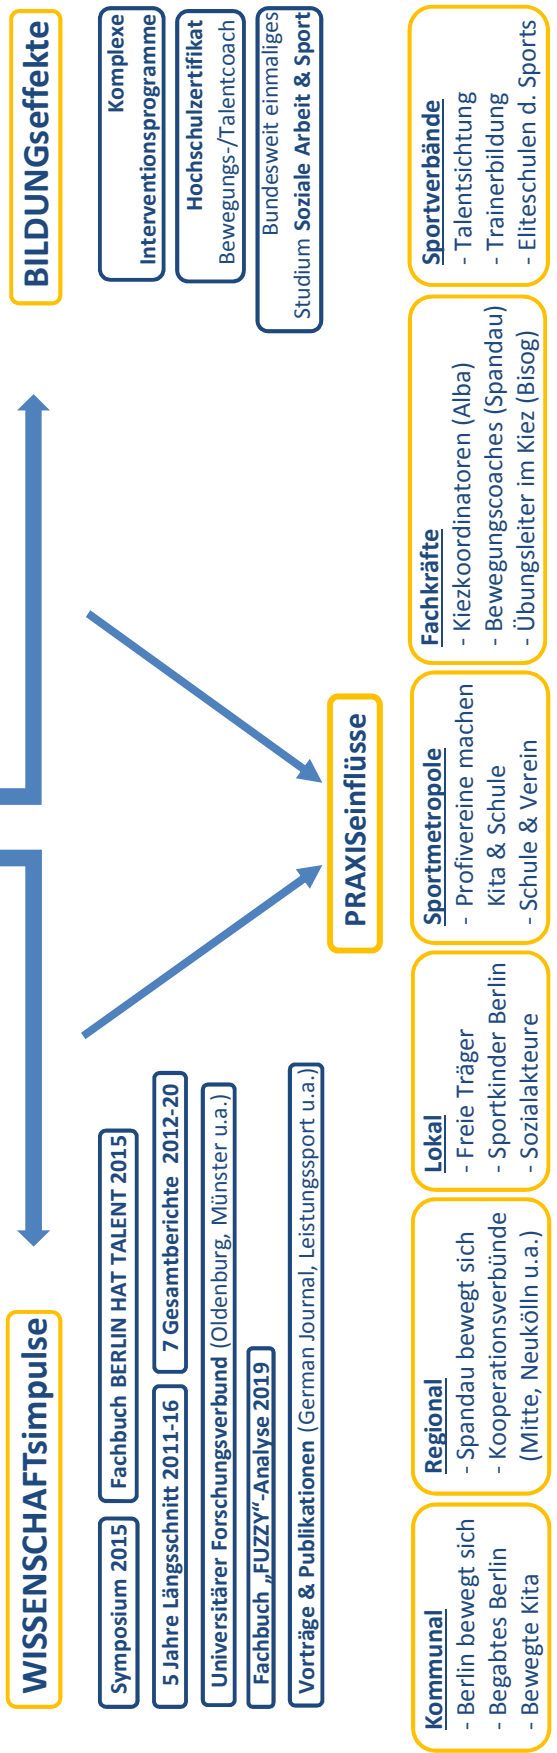 WISSENSCHAFTsimpulse
BILDUNGseffekte
Symposium 2015
Fachbuch BERLIN HAT TALENT 2015
5 Jahre Längsschnitt 2011-16
7 Gesamtberichte 2012-20
Universitärer Forschungsverbund (Oldenburg, Münster u.a.)
Fachbuch „FUZZY“-Analyse 2019
Vorträge & Publikationen (German Journal, Leistungssport u.a.)
Komplexe
Interventionsprogramme
Hochschulzertifikat
Bewegungs-/Talentcoach
Bundesweit einmaliges
Studium Soziale Arbeit & Sport
PRAXISeinflüsse
Kommunal
- Berlin bewegt sich
- Begabtes Berlin
- Bewegte Kita
Regional
- Spandau bewegt sich
- Kooperationsverbünde
(Mitte, Neukölln u.a.)
Lokal
- Freie Träger
- Sportkinder Berlin
- Sozialakteure
Sportmetropole
- Profivereine machen
Kita & Schule
- Schule & Verein
Fachkräfte
- Kiezkoordinatoren (Alba)
- Bewegungscoaches (Spandau)
- Übungsleiter im Kiez (Bisog)
Sportverbände
- Talentsichtung
- Trainerbildung
- Eliteschulen d. Sports